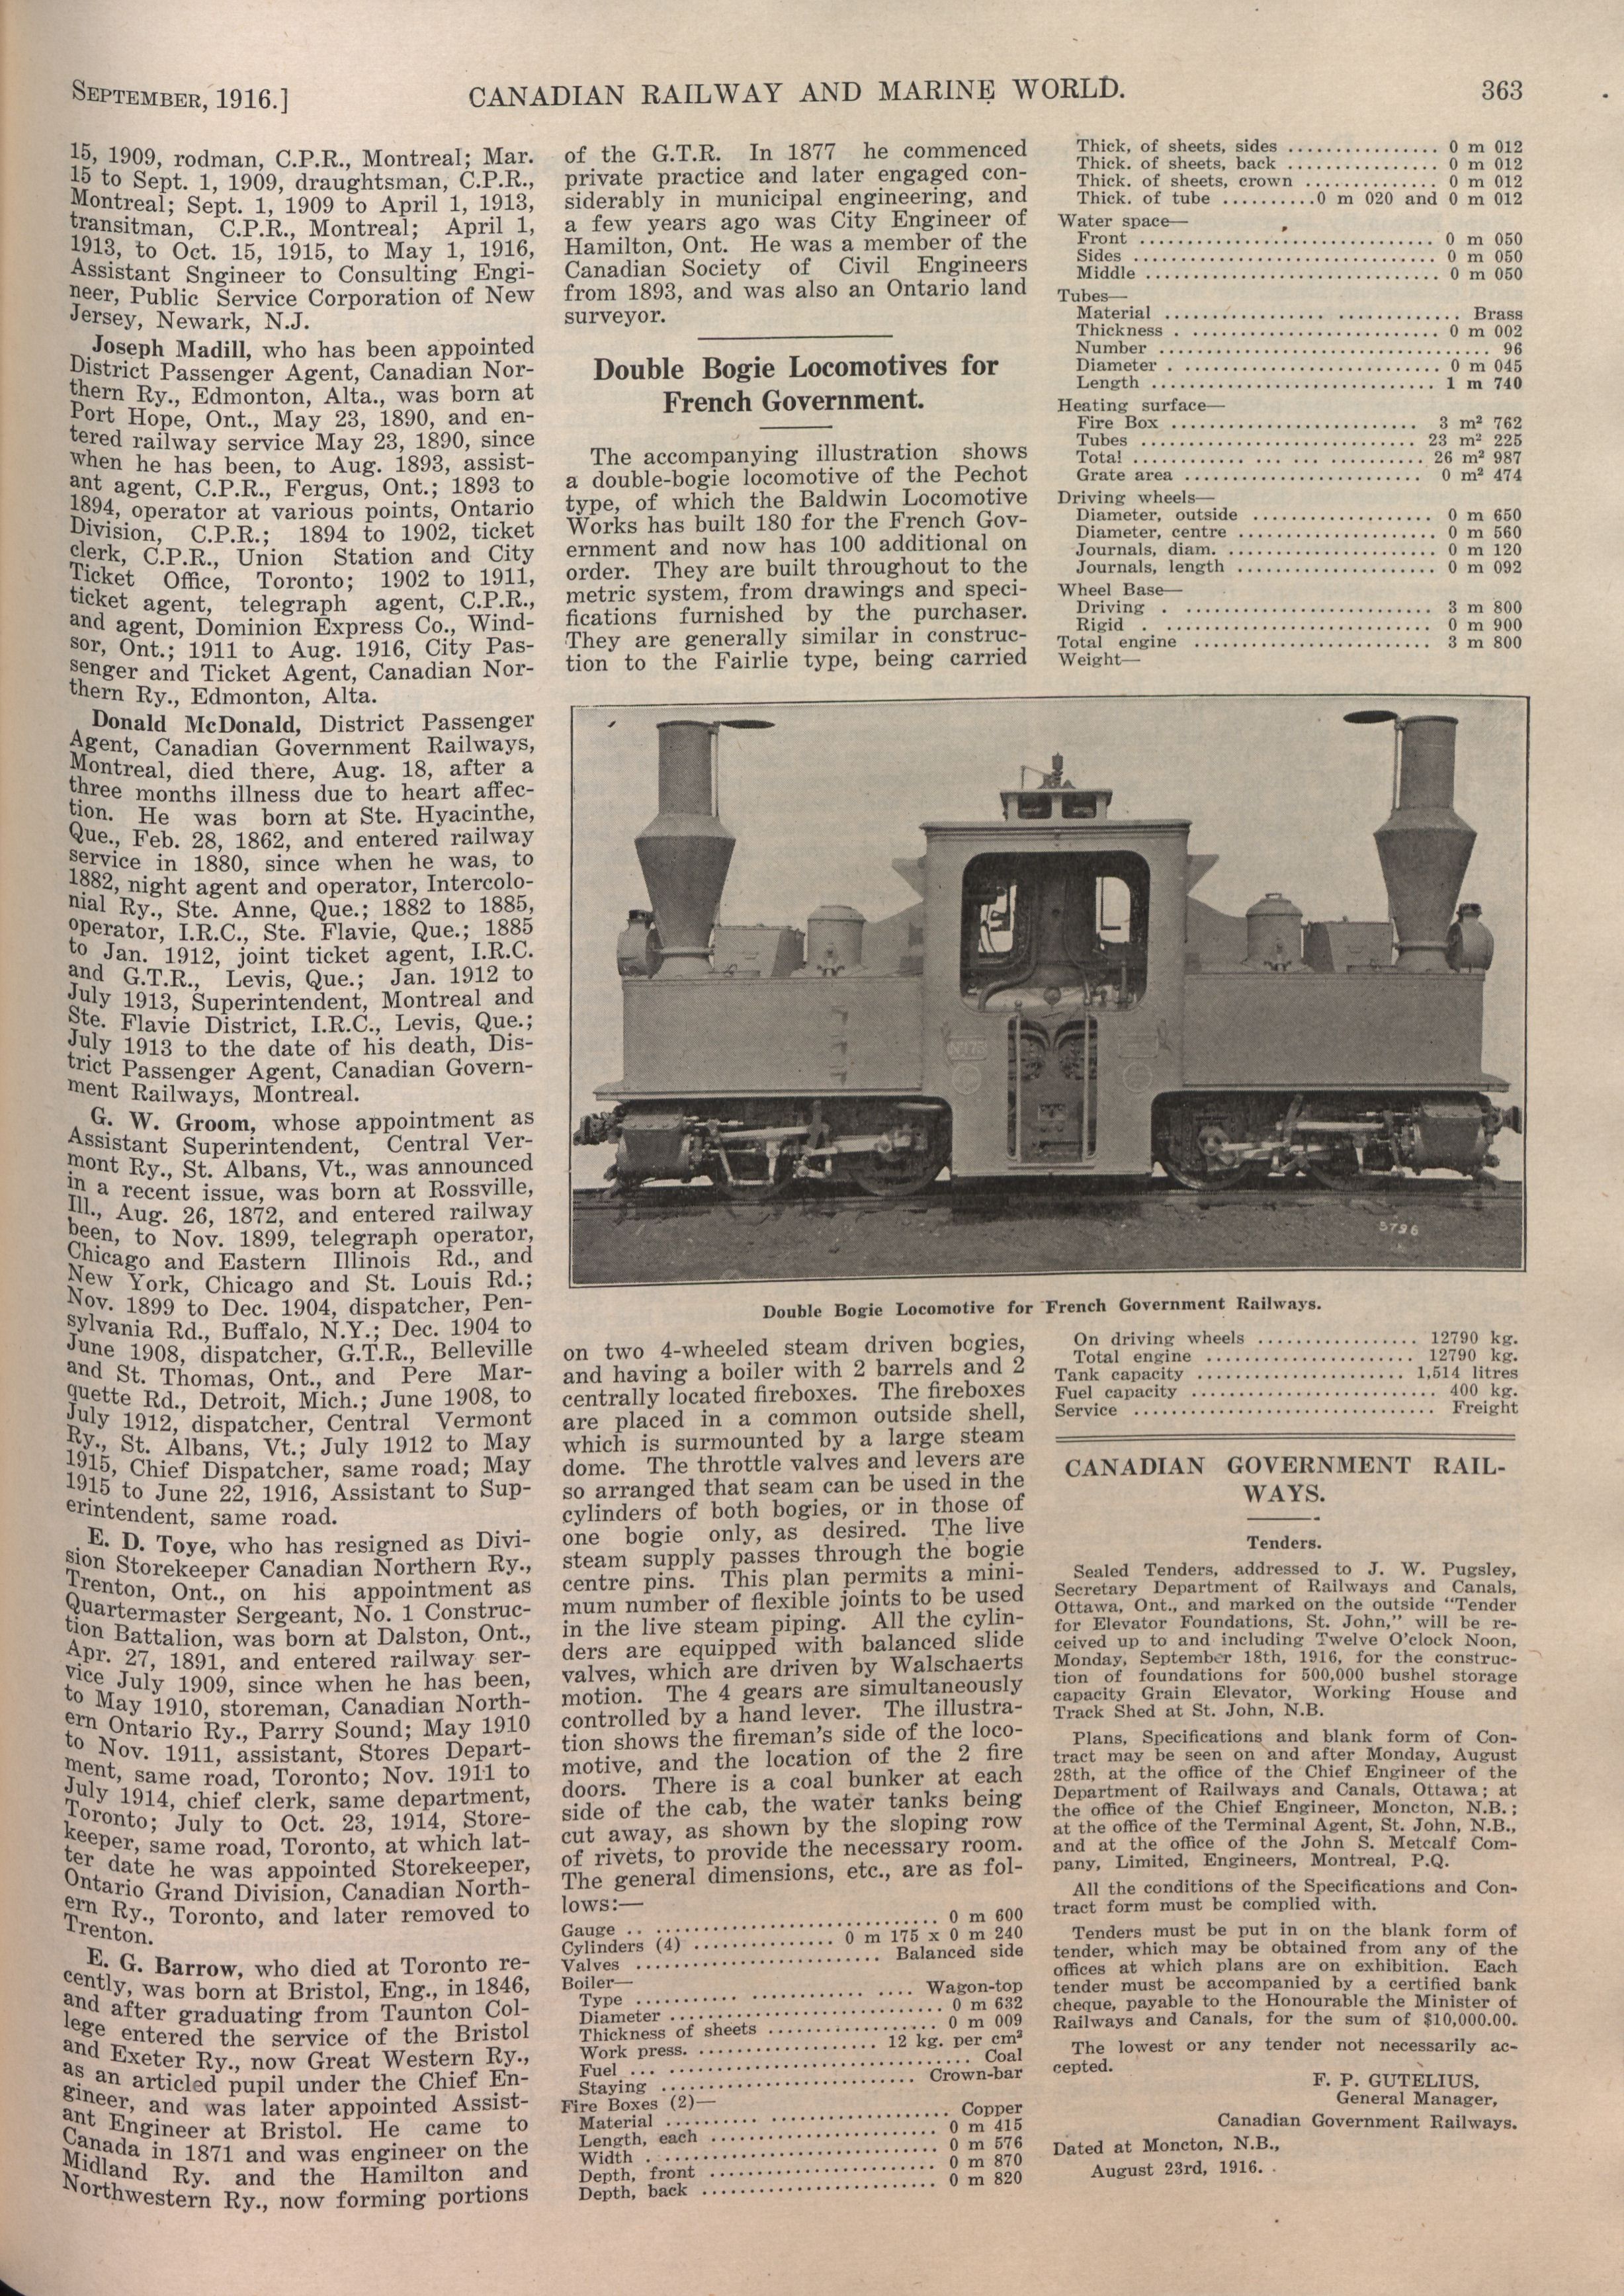 SEPTEMBER, 1916.]
CANADIAN RAILWAY AND MARINE WORLD.
363
15, 1909, rodman, C.P.R., Montreal; Mar.
15 to Sept. 1, 1909, draughtsman, C.P.R.,
Montreal; Sept. 1, 1909 to April 1, 1913,
transitman, C.P.R., Montreal; April 1,
1913, to Oct. 15, 1915, to May 1, 1916,
Assistant Sngineer to Consulting Engi-
neer, Public Service Corporation of New
Jersey, Newark, N.J.
Joseph Madill, who has been appointed
District Passenger Agent, Canadian Nor-
thern Ry., Edmonton, Alta., was born at
Port Hope, Ont., May 23, 1890, and en-
tered railway service May 23, 1890, since
when he has been, to Aug. 1893, assist-
ant agent, C.P.R., Fergus, Ont.; 1893 to
1894, operator at various points, Ontario
Division, C.P.R.; 1894 to 1902, ticket
clerk, C.P.R., Union Station and City
Ticket Office, Toronto; 1902 to 1911,
ticket agent, telegraph agent, C.P.R.,
and agent, Dominion Express Co., Wind-
sor, Ont.; 1911 to Aug. 1916, City Pas-
senger and Ticket Agent, Canadian Nor-
thern Ry., Edmonton, Alta.
Donald McDonald, District Passenger
Agent, Canadian Government Railways,
Montreal, died there, Aug. 18, after a
three months illness due to heart affec-
tion. He was born at Ste. Hyacinthe,
Que., Feb. 28, 1862, and entered railway
service in 1880, since when he was, to
1882, night agent and operator, Intercolo-
nial Ry., Ste. Anne, Que.; 1882 to 1885,
operator, I.R.C., Ste. Flavie, Que.; 1885
to Jan. 1912, joint ticket agent, I.R.C.
and G.T.R., Levis, Que.; Jan. 1912 to
July 1913, Superintendent, Montreal and
Ste. Flavie District, I.R.C., Levis, Que.;
July 1913 to the date of his death, Dis-
trict Passenger Agent, Canadian Govern-
ment Railways, Montreal.
G. W. Groom, whose appointment as
Assistant Superintendent, Central Ver-
mont Ry., St. Albans, Vt., was announced
in a recent issue, was born at Rossville,
Ill., Aug. 26, 1872, and entered railway
been, to Nov. 1899, telegraph operator,
Chicago and Eastern Illinois Rd., and
New York, Chicago and St. Louis Rd.;
Nov. 1899 to Dec. 1904, dispatcher, Pen-
sylvania Rd., Buffalo, N.Y.; Dec. 1904 to
June 1908, dispatcher, G.T.R., Belleville
and St. Thomas, Ont., and Pere Mar-
quette Rd., Detroit, Mich.; June 1908, to
July 1912, dispatcher, Central Vermont
Ry., St. Albans, Vt.; July 1912 to May
1915, Chief Dispatcher, same road; May
1915 to June 22, 1916, Assistant to Sup-
erintendent, same road.
E. D. Toye, who has resigned as Divi-
sion Storekeeper Canadian Northern Ry.,
Trenton, Ont., on his appointment as
Quartermaster Sergeant, No. 1 Construc-
tion Battalion, was born at Dalston, Ont.,
Apr. 27, 1891, and entered railway ser-
vice July 1909, since when he has been,
to May 1910, storeman, Canadian North-
ern Ontario Ry., Parry Sound; May 1910
to Nov. 1911, assistant, Stores Depart-
ment, same road, Toronto; Nov. 1911 to
July 1914, chief clerk, same department,
Toronto; July to Oct. 23, 1914, Store-
keeper, same road, Toronto, at which lat-
ter date he was appointed Storekeeper,
Ontario Grand Division, Canadian North-
ern Ry., Toronto, and later removed to
Trenton.
E. G. Barrow, who died at Toronto re-
cently, was born at Bristol, Eng., in 1846,
and after graduating from Taunton Col-
lege entered the service of the Bristol
and Exeter Ry., now Great Western Ry.,
as an articled pupil under the Chief En-
gineer, and was later appointed Assist-
ant Engineer at Bristol. He came to
Canada in 1871 and was engineer on the
Midland Ry. and the Hamilton and
Northwestern Ry., now forming portions
of the G.T.R. In 1877 he commenced
private practice and later engaged con-
siderably in municipal engineering, and
a few years ago was City Engineer of
Hamilton, Ont. He was a member of the
Canadian Society of Civil Engineers
from 1893, and was also an Ontario land
surveyor.
Double Bogie Locomotives for
French Government.
The accompanying illustration shows
a double-bogie locomotive of the Pechot
type, of which the Baldwin Locomotive
Works has built 180 for the French Gov-
ernment and now has 100 additional on
order. They are built throughout to the
metric system, from drawings and speci-
fications furnished by the purchaser.
They are generally similar in construc-
tion to the Fairlie type, being carried
No 175
5796
Double Bogie Locomotive for French Government Railways.
on two 4-wheeled steam driven bogies,
and having a boiler with 2 barrels and 2
centrally located fireboxes. The fireboxes
are placed in a common outside shell,
which is surmounted by a large steam
dome. The throttle valves and levers are
so arranged that seam can be used in the
cylinders of both bogies, or in those of
one bogie only, as desired. The live
steam supply passes through the bogie
centre pins. This plan permits a mini-
mum number of flexible joints to be used
in the live steam piping. All the cylin-
ders are equipped with balanced slide
valves, which are driven by Walschaerts
motion. The 4 gears are simultaneously
controlled by a hand lever. The illustra-
tion shows the fireman's side of the loco-
motive, and the location of the 2 fire
doors. There is a coal bunker at each
side of the cab, the water tanks being
cut away, as shown by the sloping row
of rivets, to provide the necessary room.
The general dimensions, etc., are as fol-
lows:—
Gauge ........ 0 m 600
Cylinders (4) ........ 0 m 175 x 0 m 240
Valves ........ Balanced side
Boiler—
Type ........ Wagon-top
Diameter ........ 0 m 632
Thickness of sheets ........ 0 m 009
Work press. ........ 12 kg. per cm²
Fuel ........ Coal
Staying ........ Crown-bar
Fire Boxes (2)—
Material ........ Copper
Length, each ........ 0 m 415
Width ........ 0 m 576
Depth, front ........ 0 m 870
Depth, back ........ 0 m 820
Thick, of sheets, sides ........ 0 m 012
Thick. of sheets, back ........ 0 m 012
Thick. of sheets, crown ........ 0 m 012
Thick. of tube ........ 0 m 020 and 0 m 012
Water space—
Front ........ 0 m 050
Sides ........ 0 m 050
Middle ........ 0 m 050
Tubes—
Material ........ Brass
Thickness ........ 0 m 002
Number ........ 96
Diameter ........ 0 m 045
Length ........ 1 m 740
Heating surface—
Fire Box ........ 3 m² 762
Tubes ........ 23 m² 225
Total ........ 26 m² 987
Grate area ........ 0 m² 474
Driving wheels—
Diameter, outside ........ 0 m 650
Diameter, centre ........ 0 m 560
Journals, diam. ........ 0 m 120
Journals, length ........ 0 m 092
Wheel Base—
Driving ........ 3 m 800
Rigid ........ 0 m 900
Total engine ........ 3 m 800
Weight—
On driving wheels ........ 12790 kg.
Total engine ........ 12790 kg.
Tank capacity ........ 1,514 litres
Fuel capacity ........ 400 kg.
Service ........ Freight
CANADIAN GOVERNMENT RAIL-
WAYS.
Tenders.
Sealed Tenders, addressed to J. W. Pugsley,
Secretary Department of Railways and Canals,
Ottawa, Ont., and marked on the outside "Tender
for Elevator Foundations, St. John," will be re-
ceived up to and including Twelve O'clock Noon,
Monday, September 18th, 1916, for the construc-
tion of foundations for 500,000 bushel storage
capacity Grain Elevator, Working House and
Track Shed at St. John, N.B.
Plans, Specifications and blank form of Con-
tract may be seen on and after Monday, August
28th, at the office of the Chief Engineer of the
Department of Railways and Canals, Ottawa; at
the office of the Chief Engineer, Moncton, N.B.;
at the office of the Terminal Agent, St. John, N.B.,
and at the office of the John S. Metcalf Com-
pany, Limited, Engineers, Montreal, P.Q.
All the conditions of the Specifications and Con-
tract form must be complied with.
Tenders must be put in on the blank form of
tender, which may be obtained from any of the
offices at which plans are on exhibition. Each
tender must be accompanied by a certified bank
cheque, payable to the Honourable the Minister of
Railways and Canals, for the sum of $10,000.00.
The lowest or any tender not necessarily ac-
cepted.
F. P. GUTELIUS,
General Manager,
Canadian Government Railways.
Dated at Moncton, N.B.,
August 23rd, 1916.